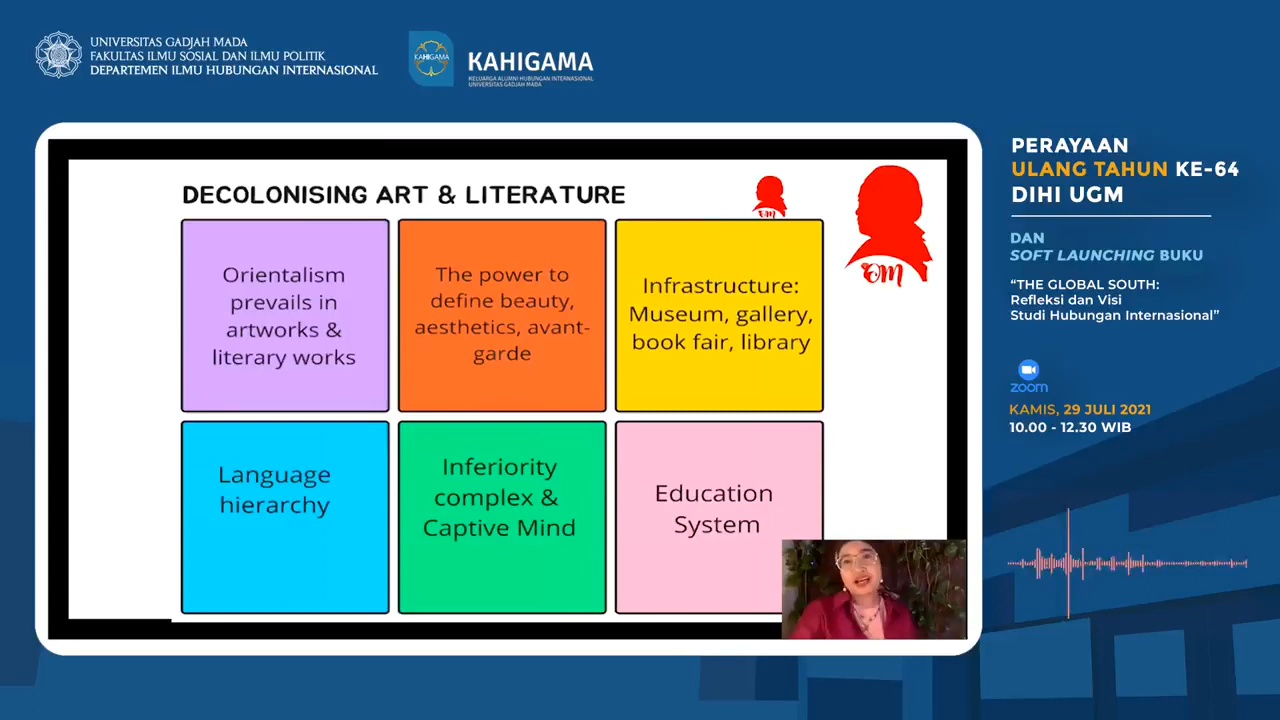 UNIVERSITAS GADJAH MADA
FAKULTAS ILMU SOSIAL DAN ILMU POLITIK
DEPARTEMEN ILMU HUBUNGAN INTERNASIONAL
KAHIGAMA
KAHIGAMA
KELUARGA ALUMNI HUBUNGAN INTERNASIONAL
UNIVERSITAS GADJAH MADA
DECOLONISING ART & LITERATURE
OM
OM
Orientalism
prevails in
artworks &
literary works
The power to
define beauty,
aesthetics, avant-
garde
Infrastructure:
Museum, gallery,
book fair, library
Language
hierarchy
Inferiority
complex &
Captive Mind
Education
System
PERAYAAN
ULANG TAHUN KE-64
DIHI UGM
DAN
SOFT LAUNCHING BUKU
“THE GLOBAL SOUTH:
Refleksi dan Visi
Studi Hubungan Internasional”
zoom
KAMIS, 29 JULI 2021
10.00 - 12.30 WIB